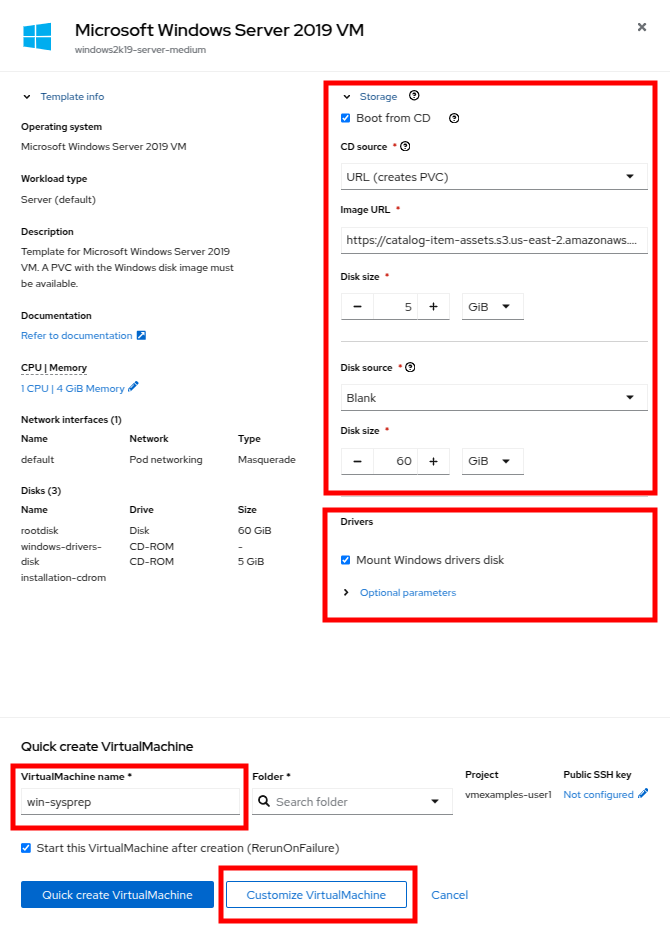 Microsoft Windows Server 2019 VM
windows2k19-server-medium
Template info
Operating system
Microsoft Windows Server 2019 VM
Workload type
Server (default)
Description
Template for Microsoft Windows Server 2019
VM. A PVC with the Windows disk image must
be available.
Documentation
Refer to documentation
CPU | Memory
1 CPU | 4 GiB Memory
Network interfaces (1)
Name Network Type
default Pod networking Masquerade
Disks (3)
Name Drive Size
rootdisk Disk 60 GiB
windows-drivers- CD-ROM -
disk CD-ROM 5 GiB
installation-cdrom
Storage
Boot from CD
CD source *
URL (creates PVC)
Image URL *
https://catalog-item-assets.s3.us-east-2.amazonaws....
Disk size *
5 GiB
Disk source *
Blank
Disk size *
60 GiB
Drivers
Mount Windows drivers disk
Optional parameters
Quick create VirtualMachine
VirtualMachine name * Folder * Project Public SSH key
win-sysprep Search folder vmexamples-user1 Not configured
Start this VirtualMachine after creation (RerunOnFailure)
Quick create VirtualMachine Customize VirtualMachine Cancel